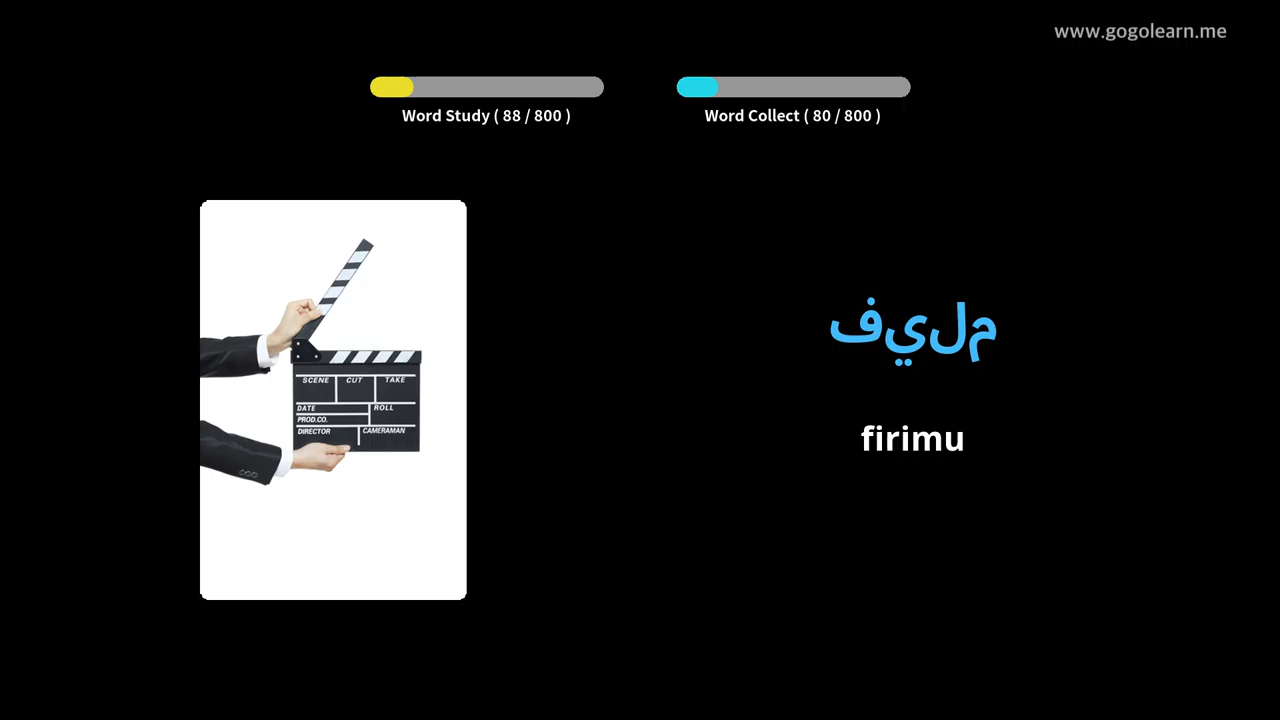 www.gogolearn.me
Word Study ( 88 / 800 )
Word Collect ( 80 / 800 )
SCENE CUT TAKE
DATE ROLL
PROD.CO.
DIRECTOR CAMERAMAN
مليف
firimu